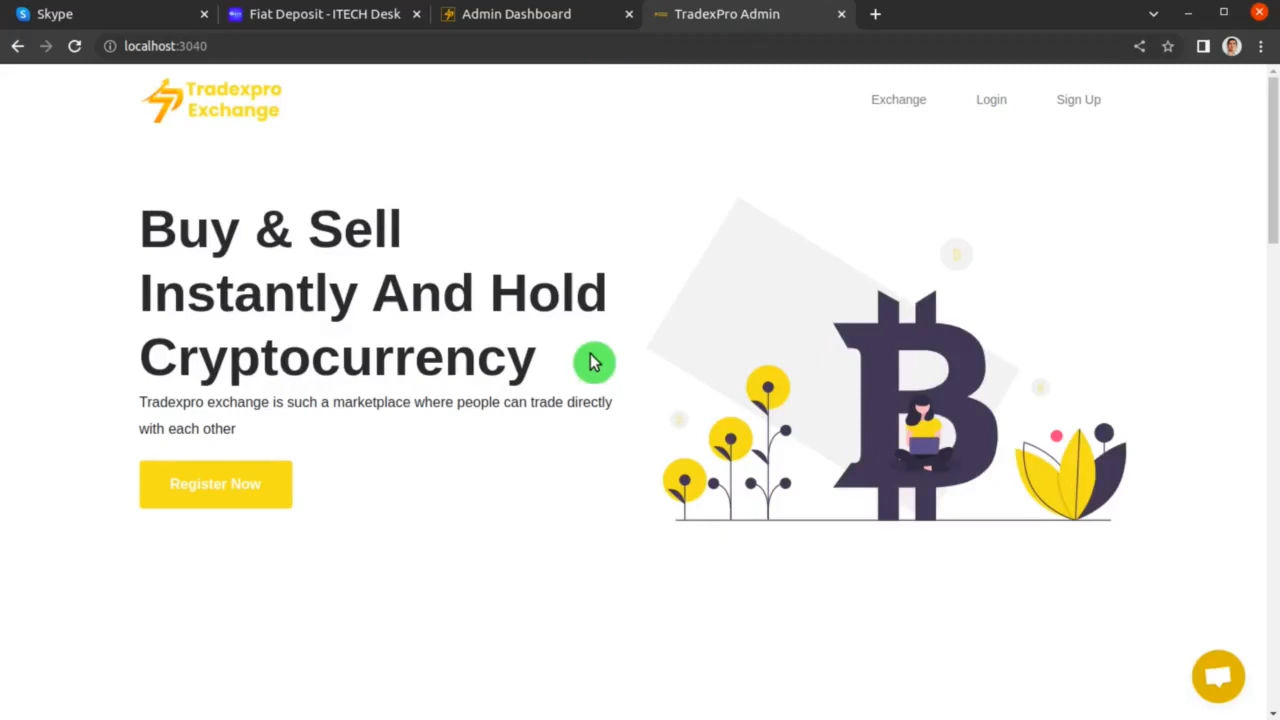 Skype
Fiat Deposit - ITECH Desk
Admin Dashboard
TradexPro Admin
localhost:3040
Tradexpro
Exchange
Exchange
Login
Sign Up
Buy & Sell
Instantly And Hold
Cryptocurrency
Tradexpro exchange is such a marketplace where people can trade directly
with each other
Register Now